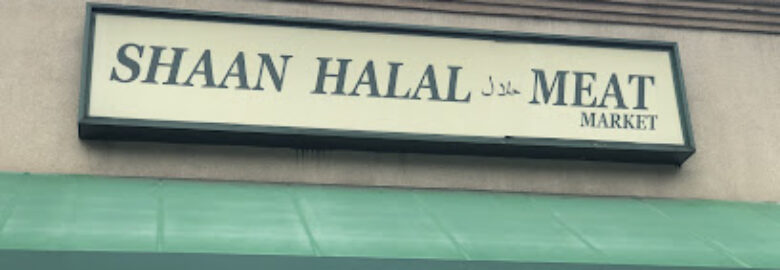 SHAAN HALAL حلال MEAT
MARKET